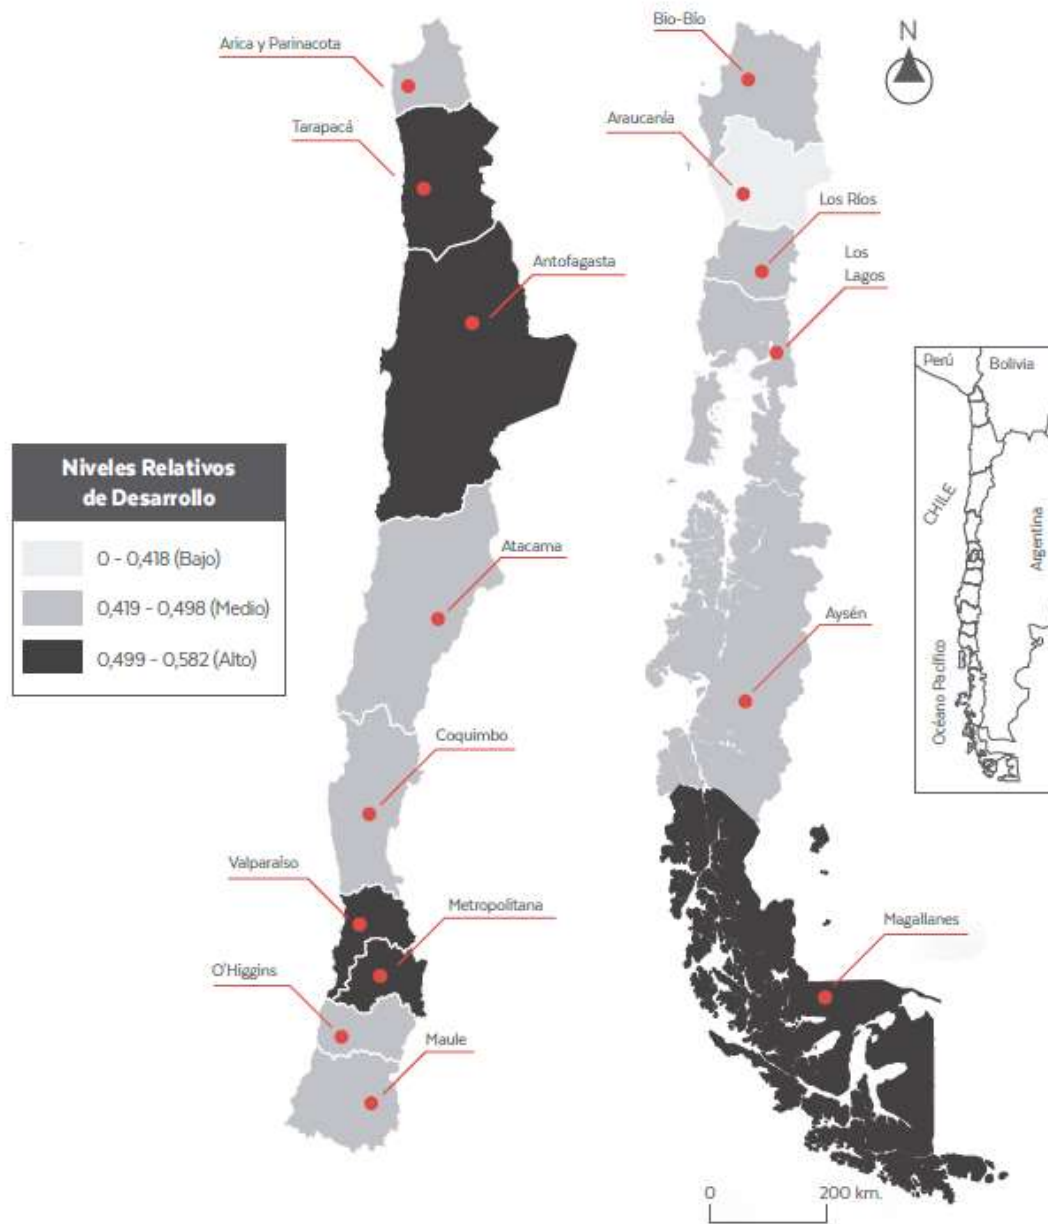 Arica y Parinacota
Tarapacá
Antofagasta
Niveles Relativos
de Desarrollo
0 - 0,418 (Bajo)
0,419 - 0,498 (Medio)
0,499 - 0,582 (Alto)
Atacama
Coquimbo
Valparaíso
Metropolitana
O'Higgins
Maule
Bio-Bío
N
Araucanía
Los Ríos
Los
Lagos
Aysén
Magallanes
Perú
Bolivia
CHILE
Argentina
Océano Pacífico
0 200 km.